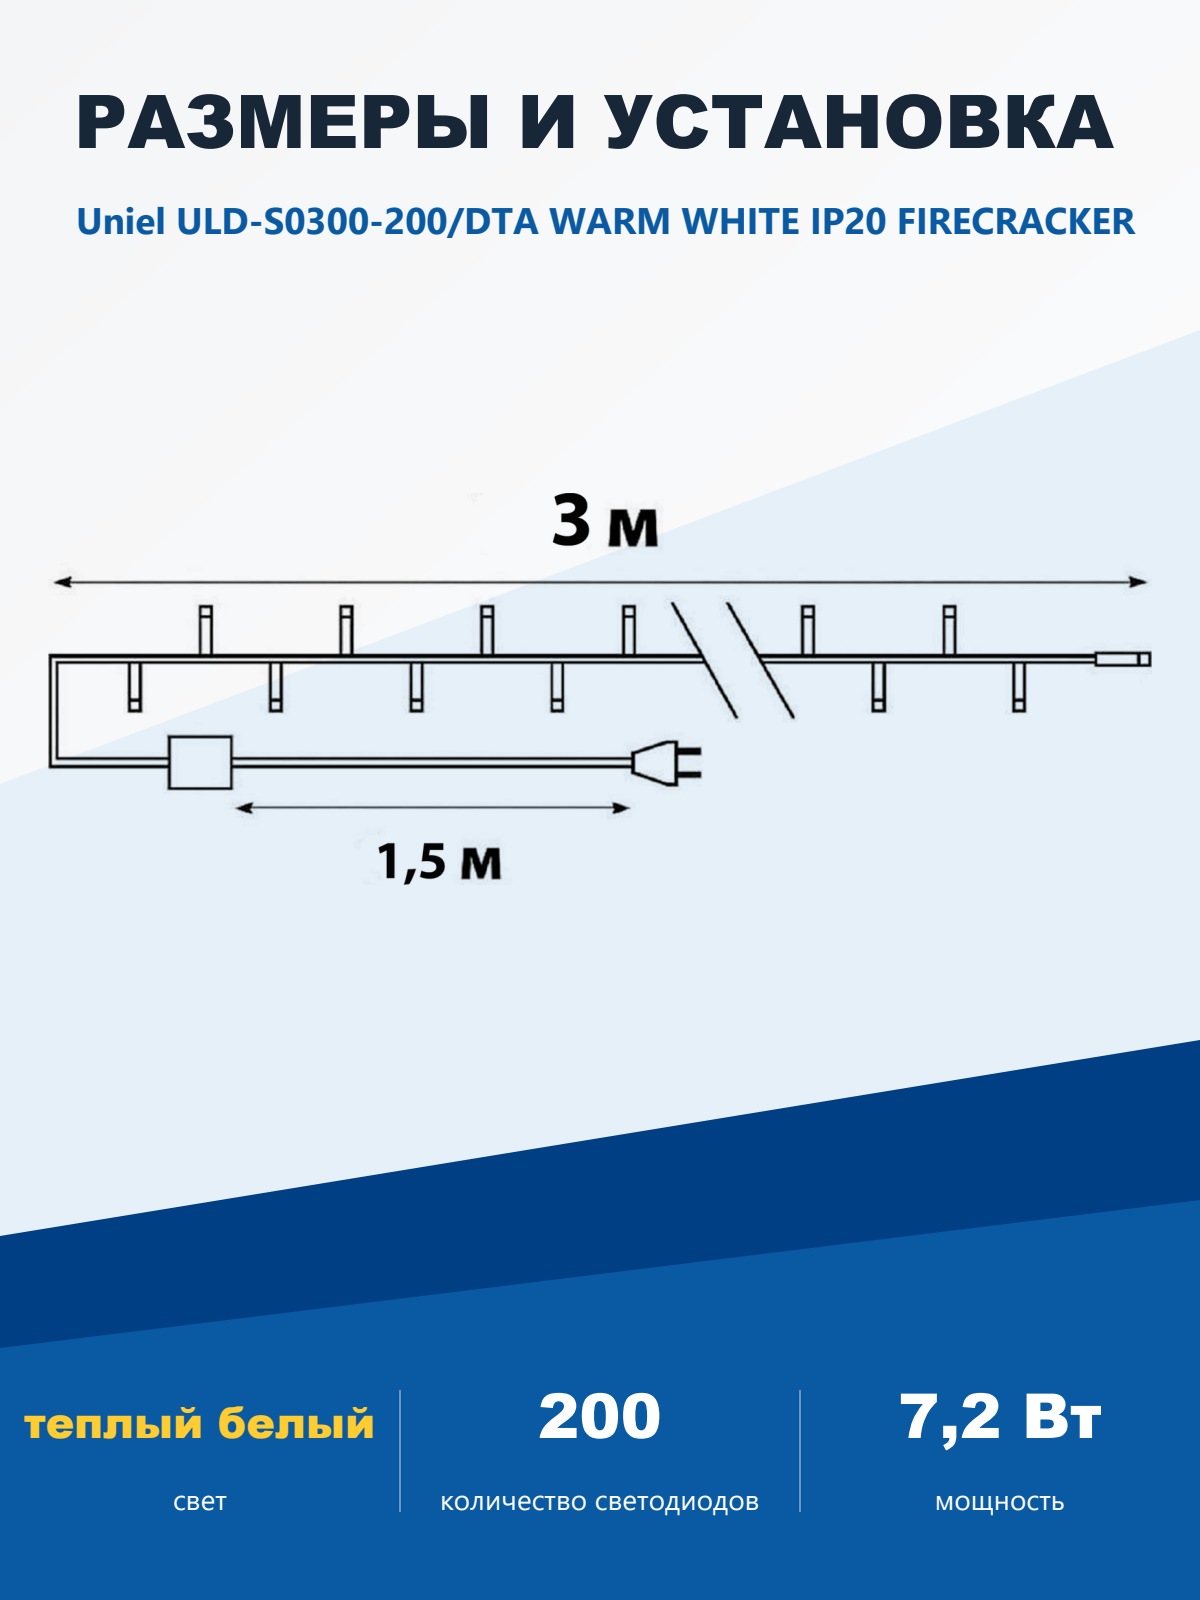 РАЗМЕРЫ И УСТАНОВКА
Uniel ULD-S0300-200/DTA WARM WHITE IP20 FIRECRACKER
3 м
1,5 м
теплый белый
свет
200
количество светодиодов
7,2 Вт
мощность